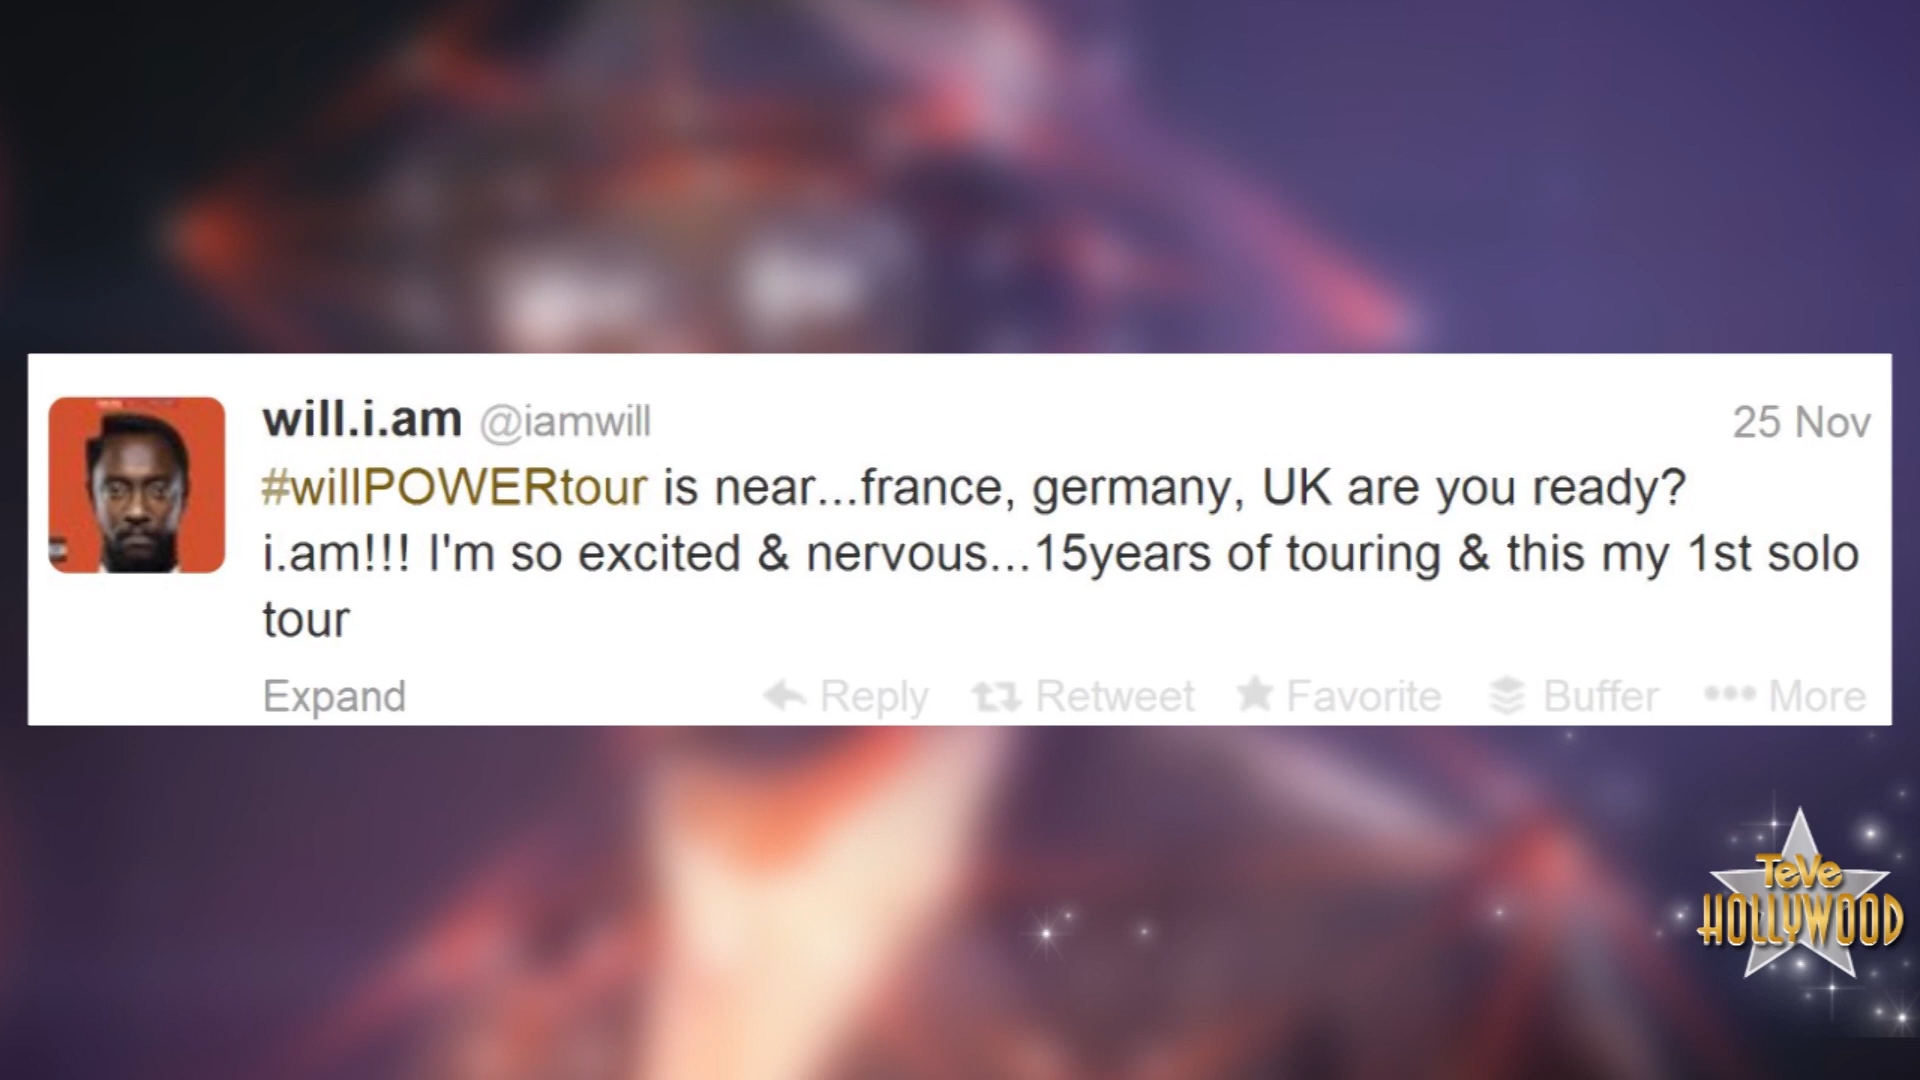 will.i.am @iamwill 25 Nov
#willPOWERtour is near...france, germany, UK are you ready?
i.am!!! I'm so excited & nervous...15years of touring & this my 1st solo
tour
Expand Reply Retweet Favorite Buffer More
TeVe
HOLLYWOOD